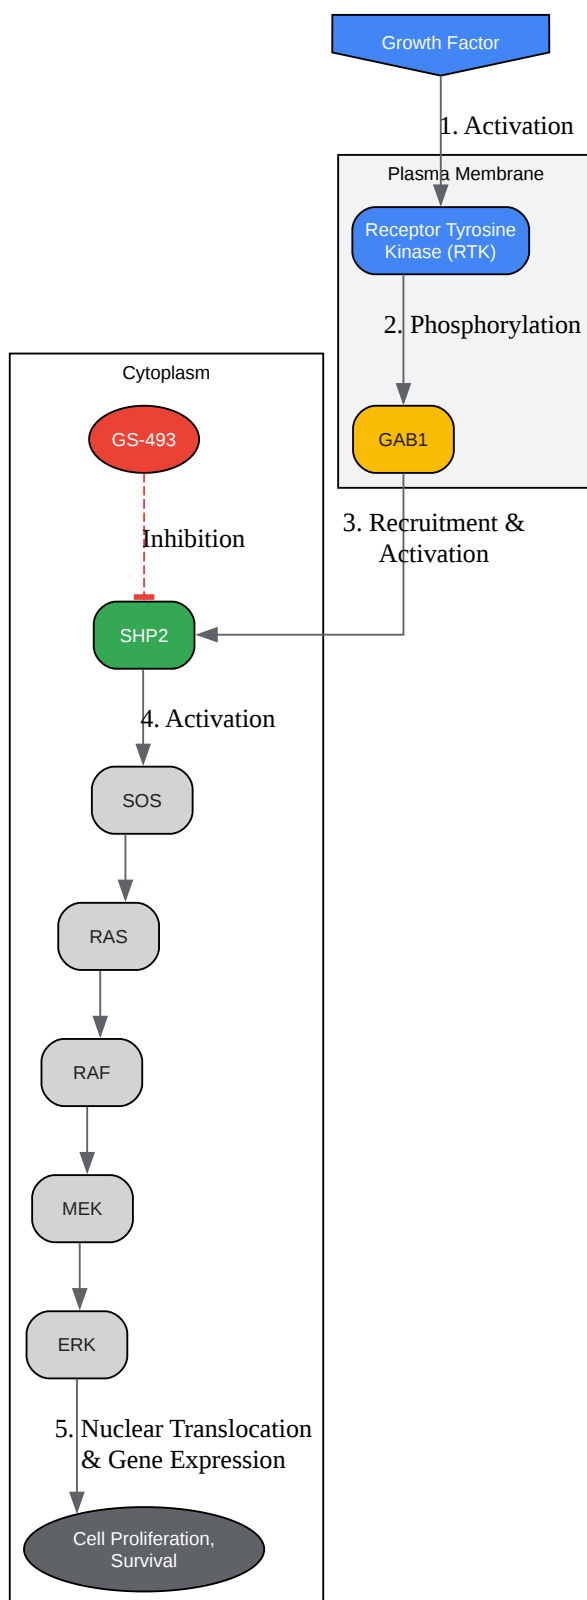 Growth Factor
1. Activation
Plasma Membrane
Receptor Tyrosine
Kinase (RTK)
2. Phosphorylation
Cytoplasm
GS-493
GAB1
3. Recruitment &
Activation
Inhibition
SHP2
4. Activation
SOS
RAS
RAF
MEK
ERK
5. Nuclear Translocation
& Gene Expression
Cell Proliferation,
Survival